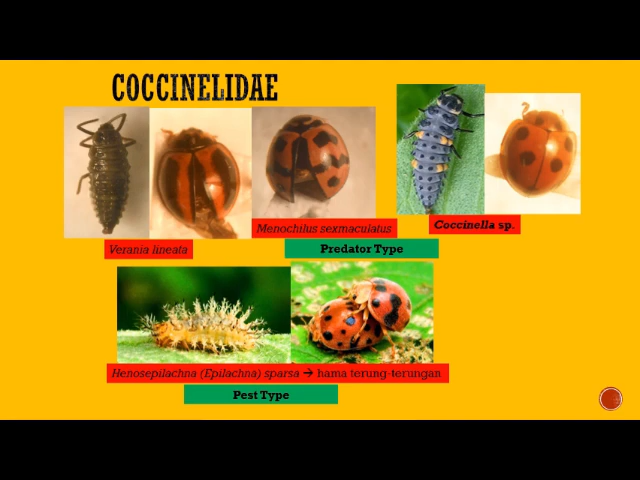 COCCINELIDAE
Menochilus sexmaculatus
Coccinella sp.
Verania lineata
Predator Type
Henosepilachna (Epilachna) sparsa → hama terung-terungan
Pest Type